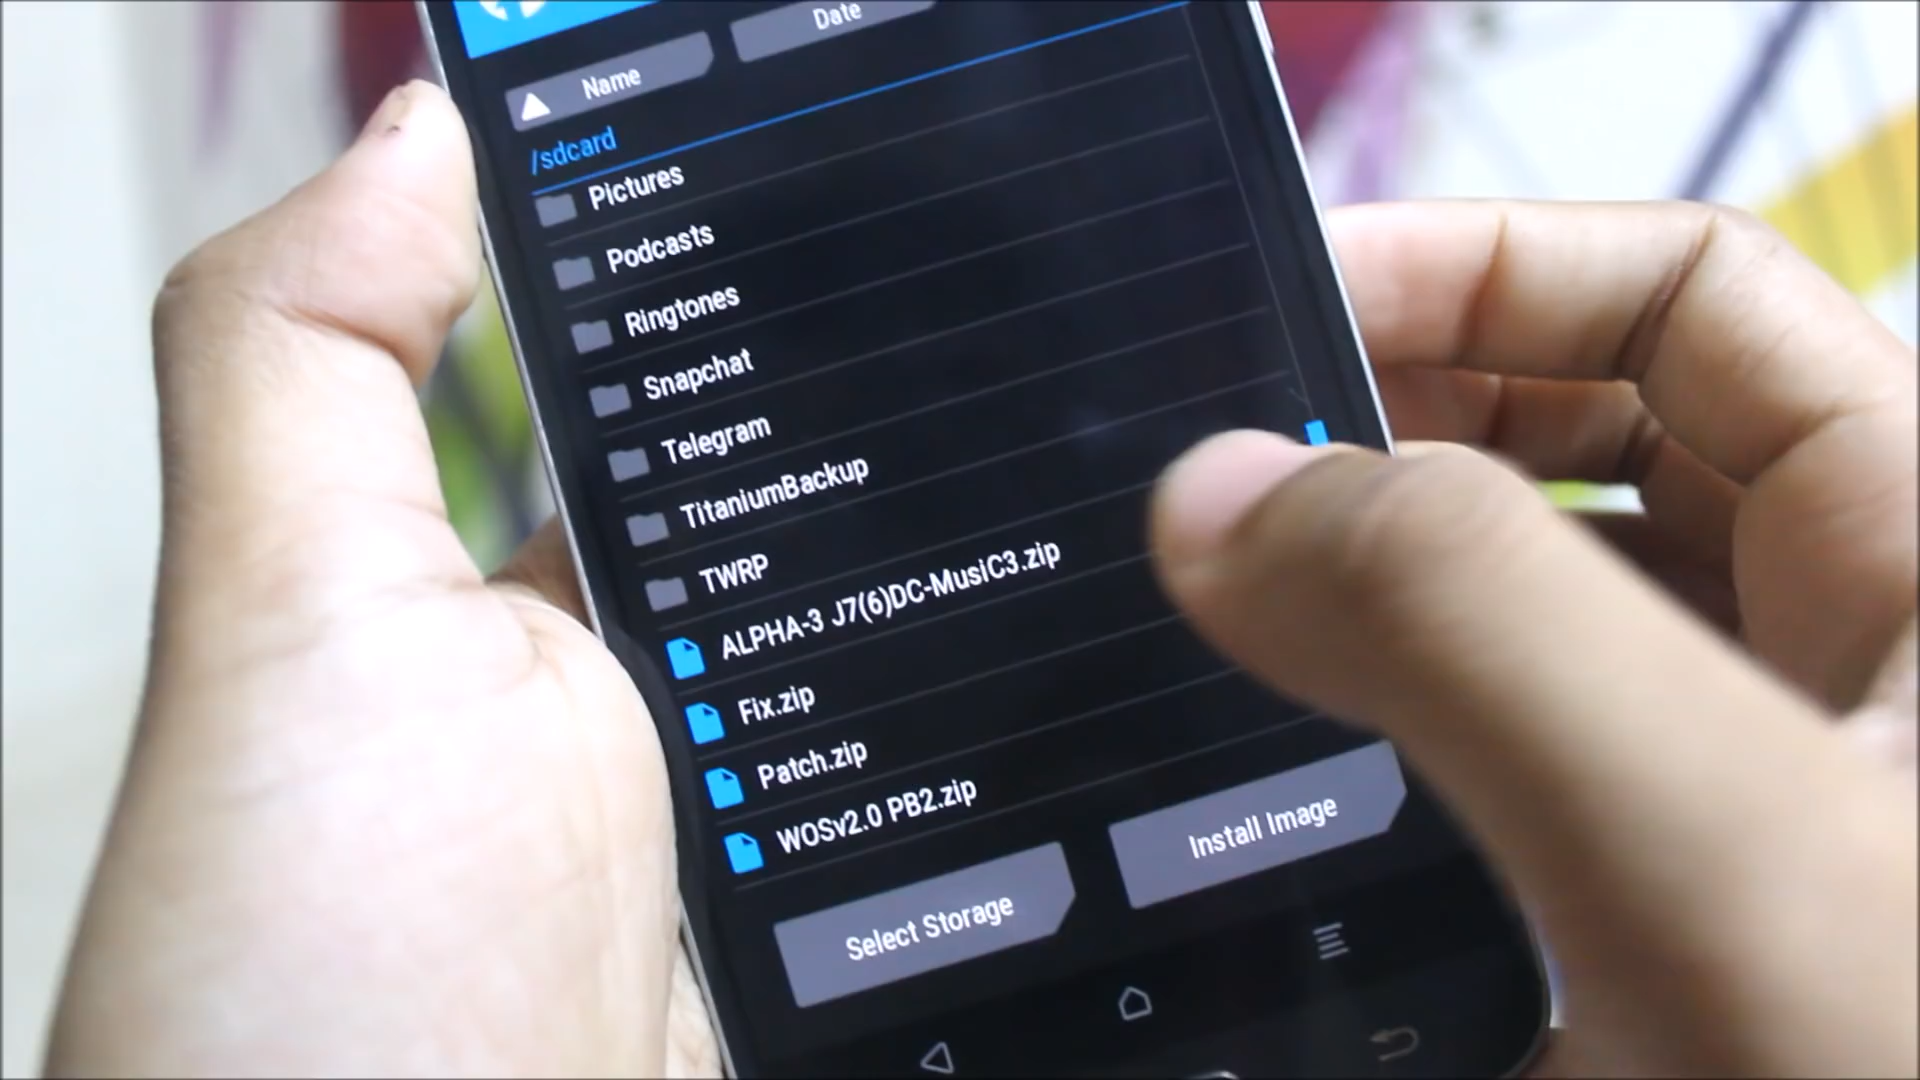 Name
Date
/sdcard
Pictures
Podcasts
Ringtones
Snapchat
Telegram
TitaniumBackup
TWRP
ALPHA-3 J7(6)DC-MusiC3.zip
Fix.zip
Patch.zip
WOSv2.0 PB2.zip
Select Storage
Install Image